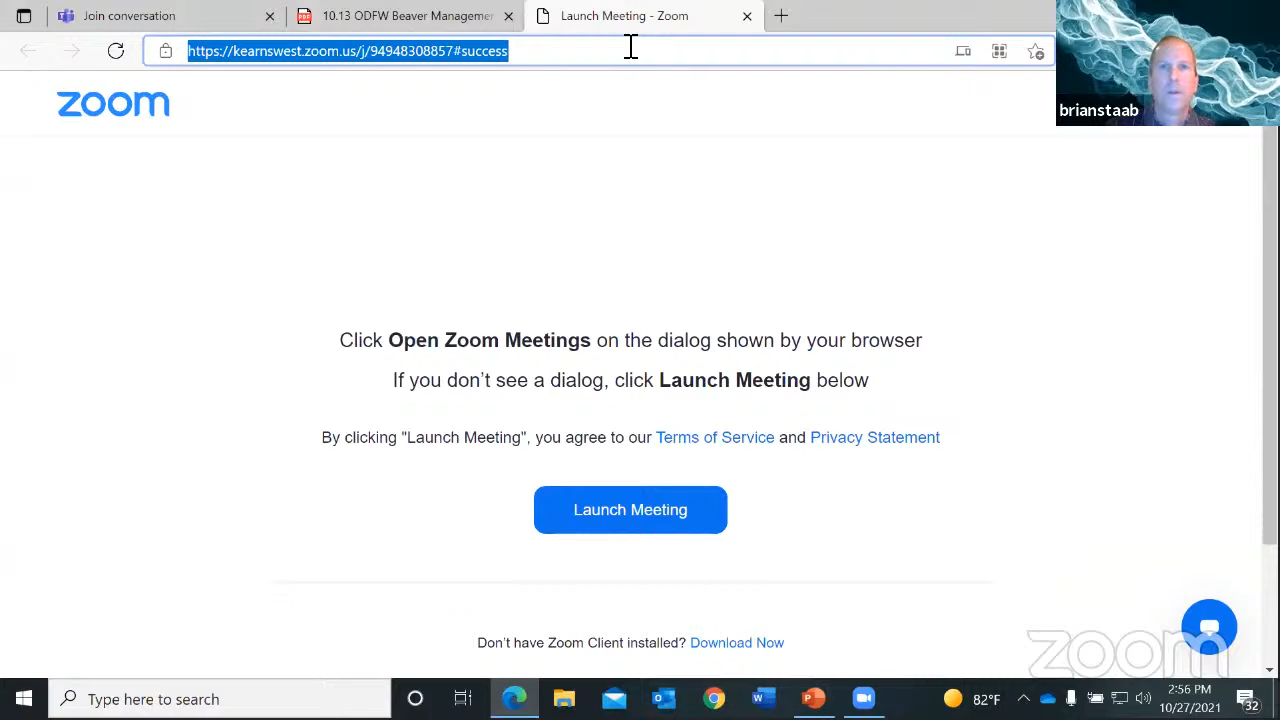 Join conversation
10.13 ODFW Beaver Managemer
Launch Meeting - Zoom
https://kearnswest.zoom.us/j/94948308857#success
brianstaab
zoom
Click Open Zoom Meetings on the dialog shown by your browser
If you don't see a dialog, click Launch Meeting below
By clicking "Launch Meeting", you agree to our Terms of Service and Privacy Statement
Launch Meeting
Don't have Zoom Client installed? Download Now
zoom
Type here to search
82°F
2:56 PM
10/27/2021
32